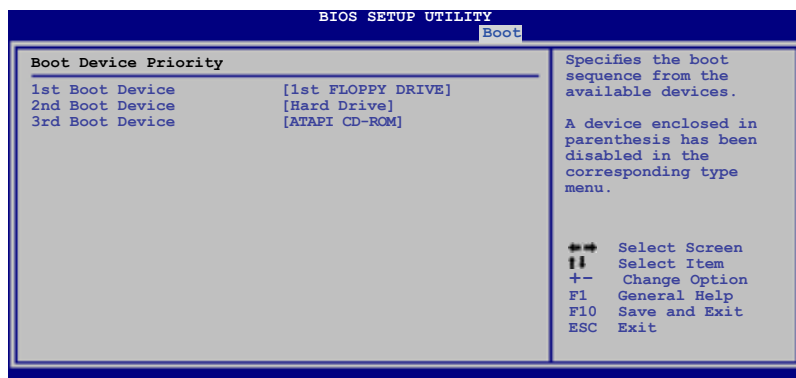 BIOS SETUP UTILITY
Boot
Boot Device Priority
1st Boot Device [1st FLOPPY DRIVE]
2nd Boot Device [Hard Drive]
3rd Boot Device [ATAPI CD-ROM]
Specifies the boot
sequence from the
available devices.
A device enclosed in
parenthesis has been
disabled in the
corresponding type
menu.
←→ Select Screen
↑↓ Select Item
+- Change Option
F1 General Help
F10 Save and Exit
ESC Exit